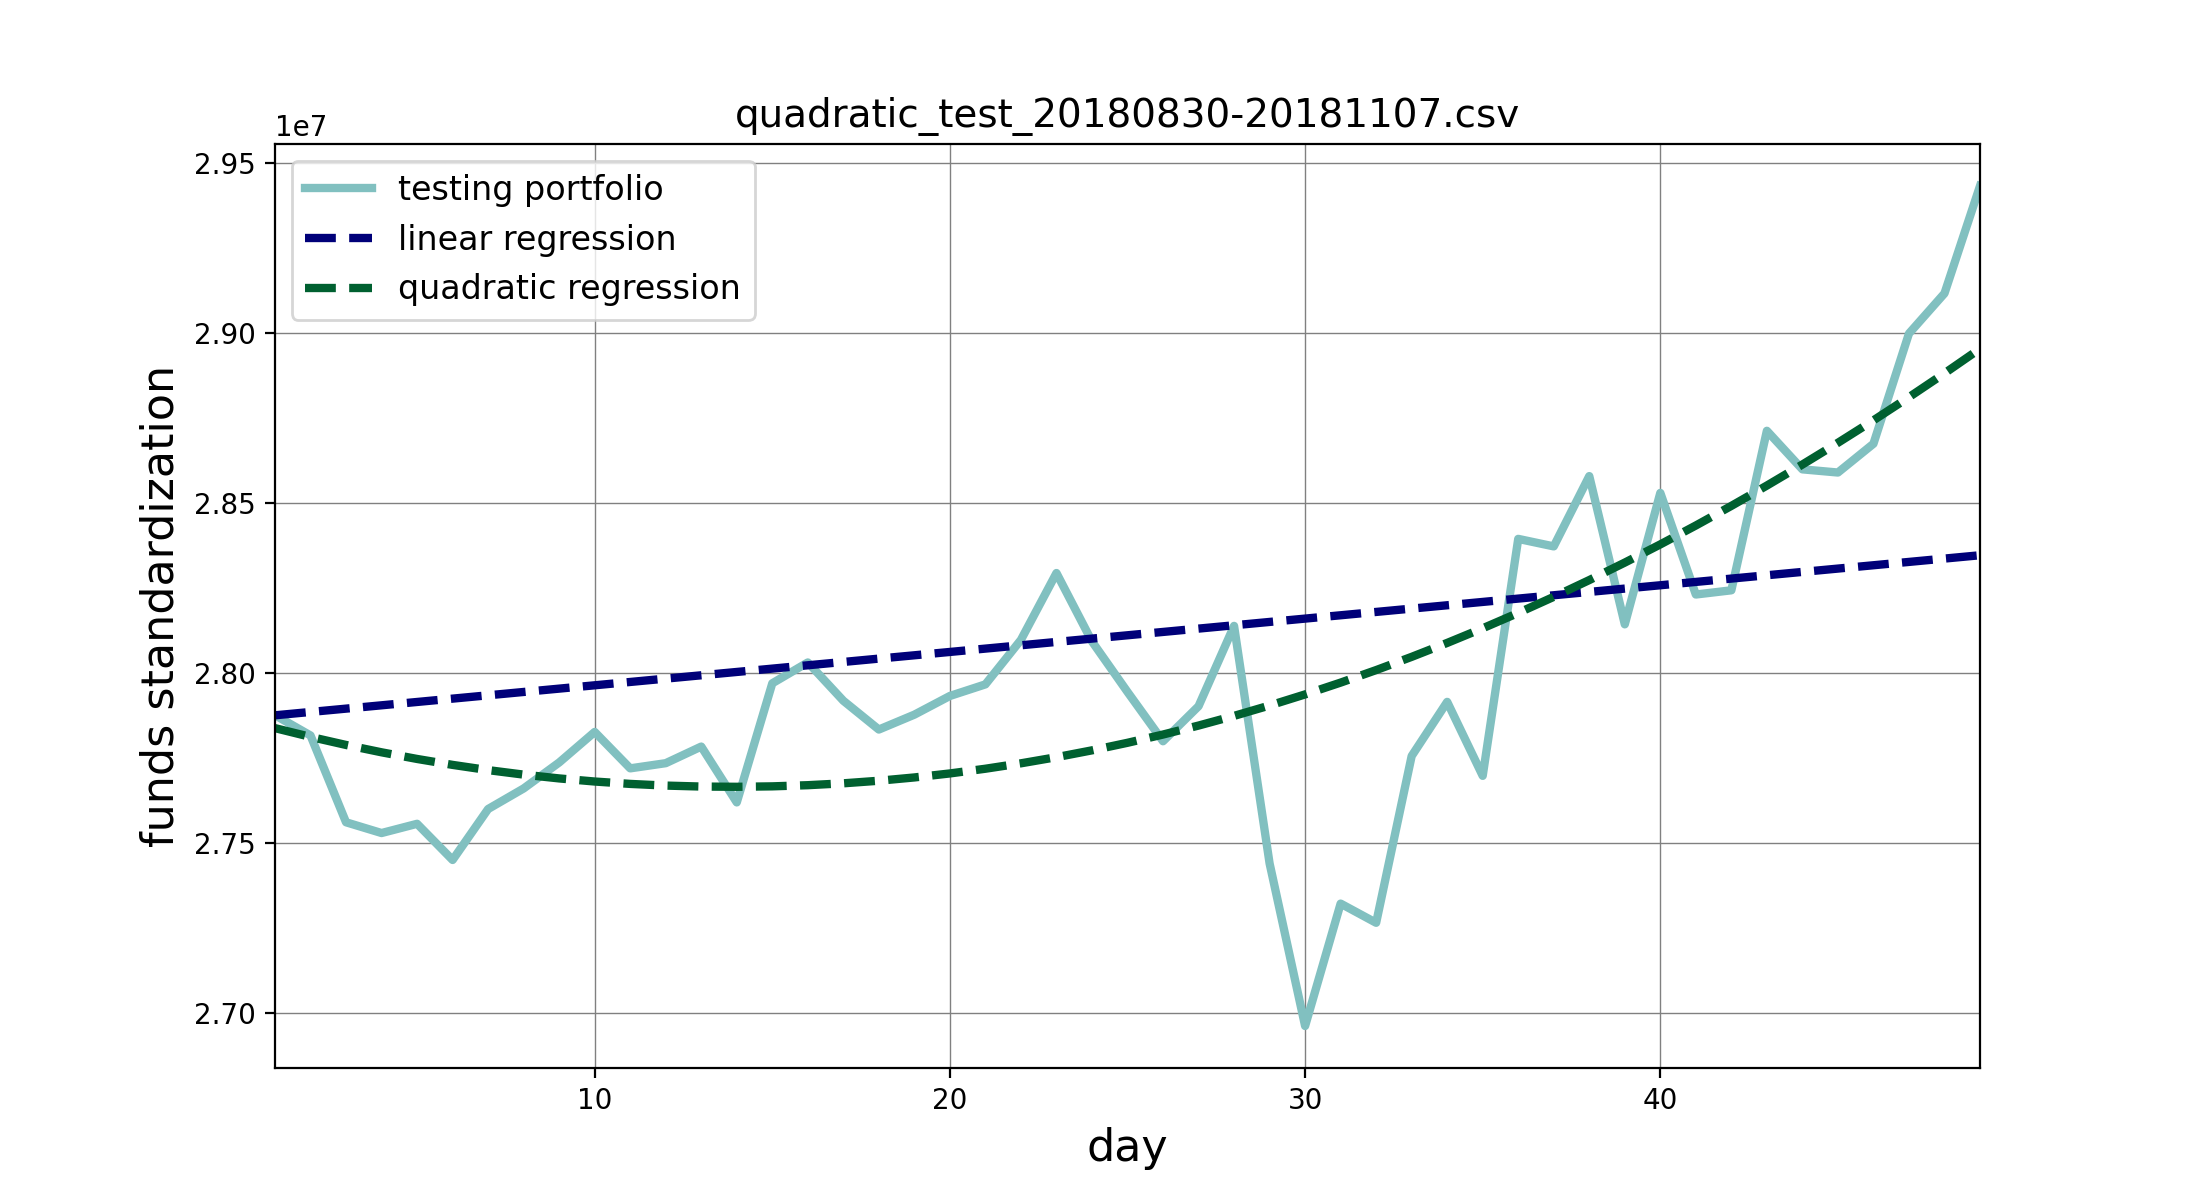 quadratic_test_20180830-20181107.csv
1e7
2.95
2.90
2.85
2.80
2.75
2.70
funds standardization
testing portfolio
linear regression
quadratic regression
10
20
30
40
day